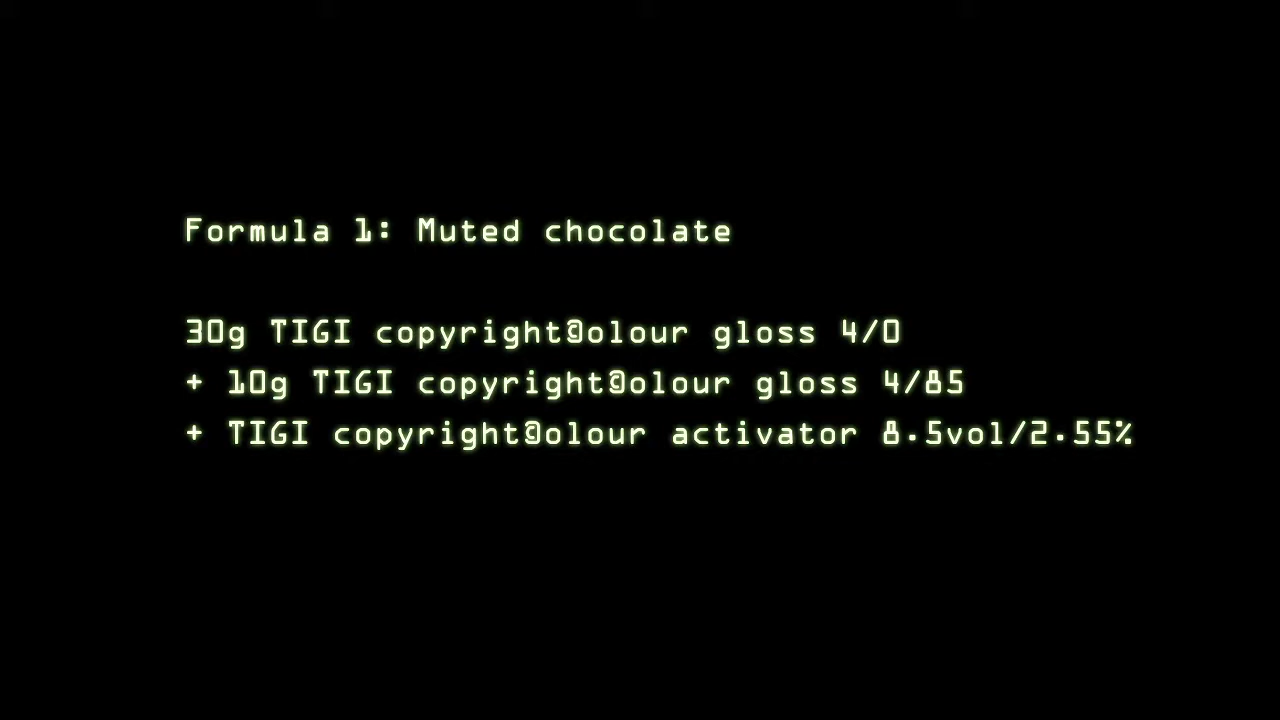 Formula 1: Muted chocolate
30g TIGI copyright©olour gloss 4/0
+ 10g TIGI copyright©olour gloss 4/85
+ TIGI copyright©olour activator 8.5vol/2.55%